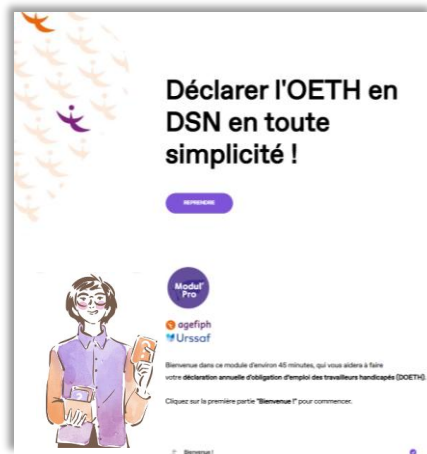 Déclarer l'OETH en
DSN en toute
simplicité !
REPRENDRE
Modul'
Pro
agefiph
Urssaf
Bienvenue dans ce module d'environ 45 minutes, qui vous aidera à faire
votre déclaration annuelle d'obligation d'emploi des travailleurs handicapés (DOETH).
Cliquez sur la première partie "Bienvenue !" pour commencer.
Bienvenue !